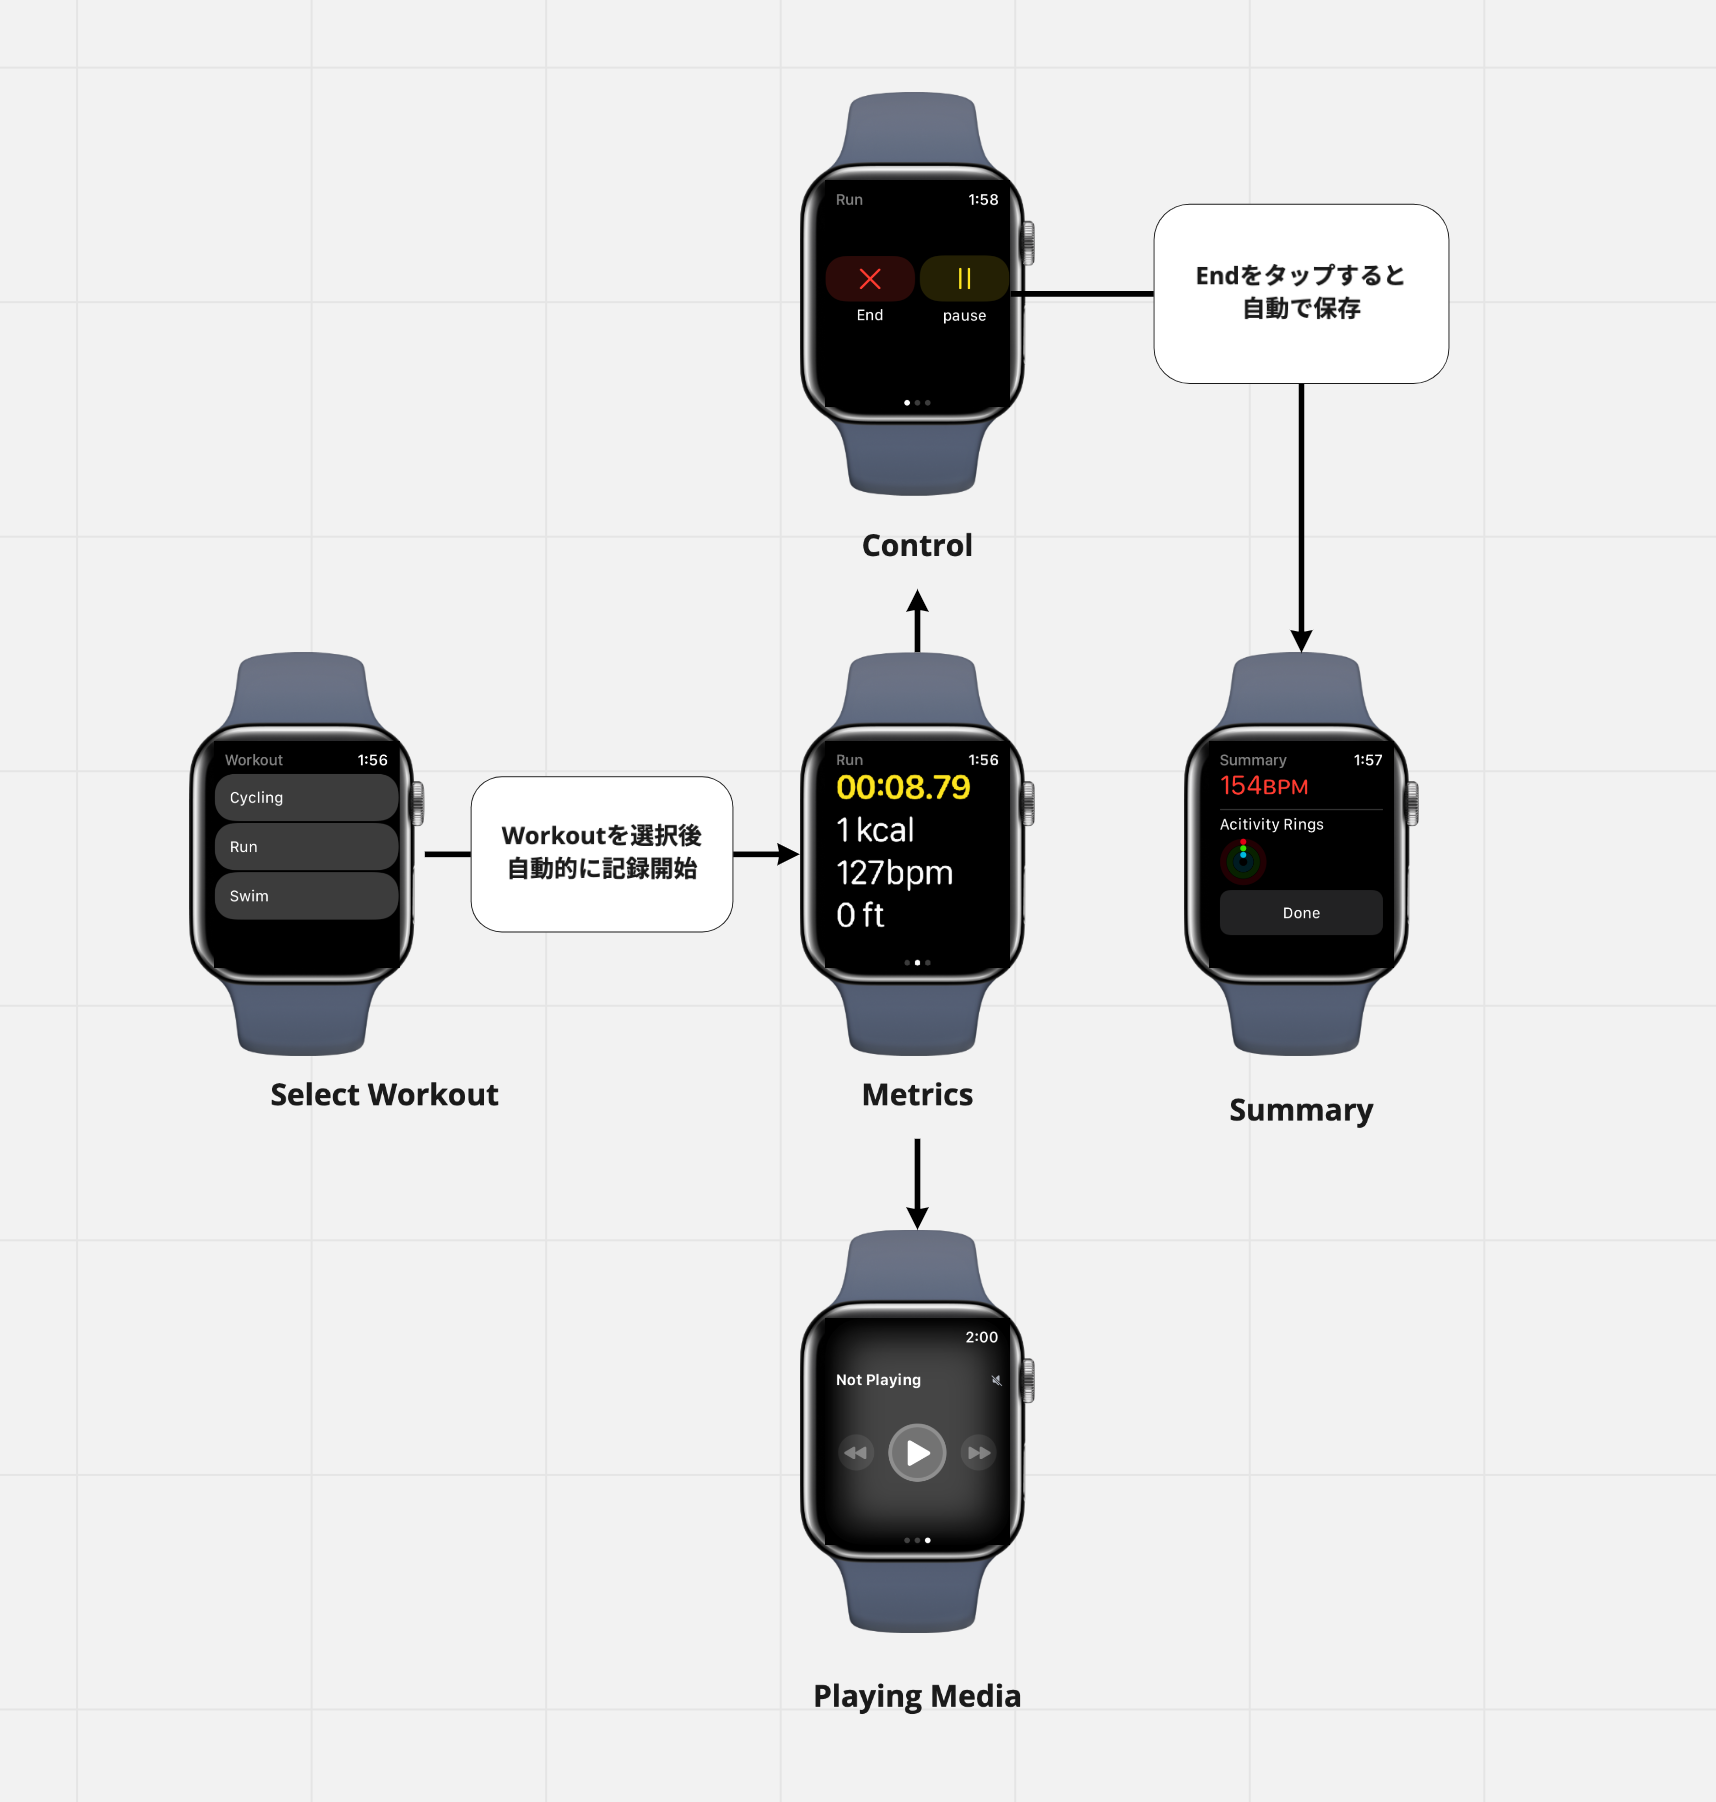 Run 1:58
End pause
Endをタップすると
自動で保存
Control
Workout 1:56
Cycling
Run
Swim
Select Workout
Workoutを選択後
自動的に記録開始
Run 1:56
00:08.79
1 kcal
127bpm
0 ft
Metrics
Summary 1:57
154BPM
Acitivity Rings
Done
Summary
2:00
Not Playing
Playing Media